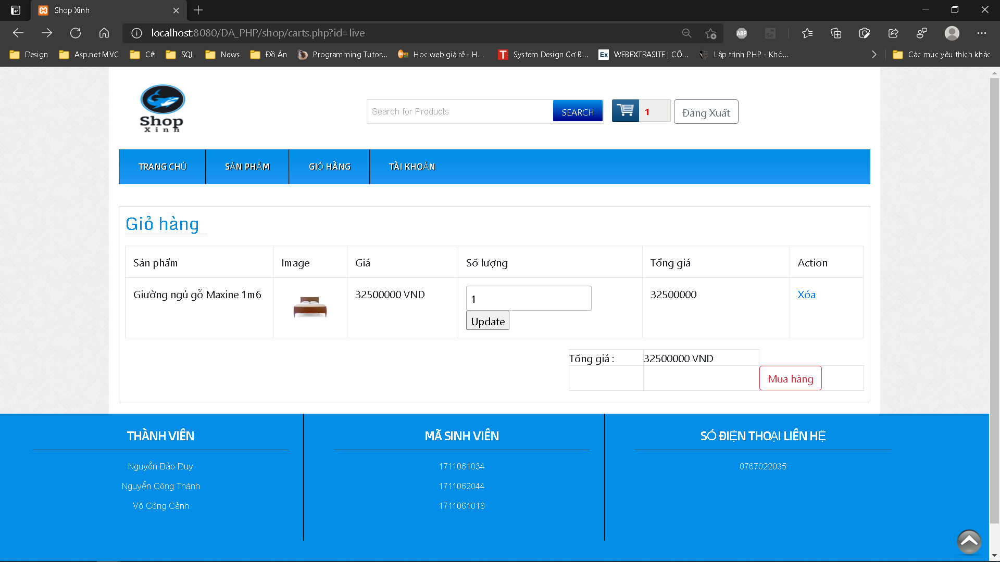 Shop Xinh
localhost:8080/DA_PHP/shop/carts.php?id=live
ABP
Se
Design
Asp.net MVC
C#
SQL
News
Đồ Án
Programming Tutor...
Học web giá rẻ - H...
T
System Design Cơ B...
Ex
WEBEXTRASITE | CÔ...
Lập trình PHP - Khó...
Các mục yêu thích khác
Shop
Xinh
Search for Products
SEARCH
1
Đăng Xuất
TRANG CHỦ
SẢN PHẨM
GIỎ HÀNG
TÀI KHOẢN
Giỏ hàng
Sản phẩm
Image
Giá
Số lượng
Tổng giá
Action
Giường ngủ gỗ Maxine 1m6
32500000 VND
1
Update
32500000
Xóa
Tổng giá :
32500000 VND
Mua hàng
THÀNH VIÊN
MÃ SINH VIÊN
SỐ ĐIỆN THOẠI LIÊN HỆ
Nguyễn Bảo Duy
1711061034
0767022035
Nguyễn Công Thành
1711062044
Võ Công Cảnh
1711061018